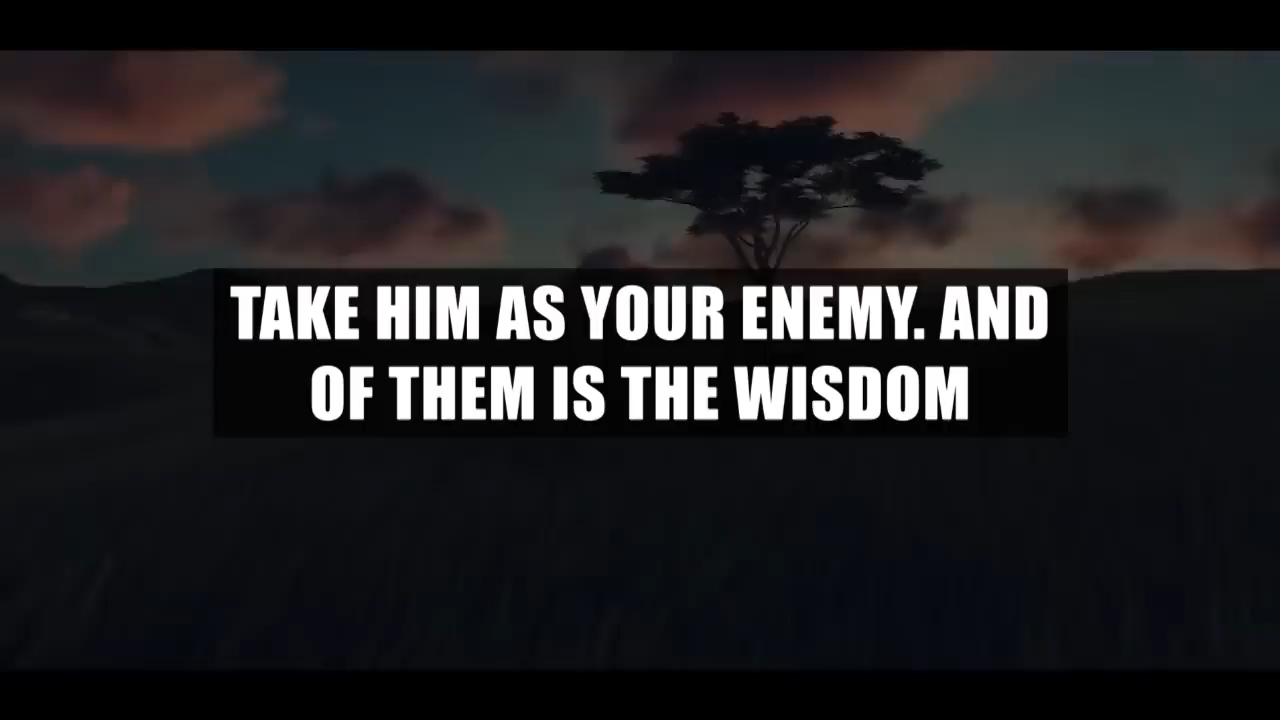 TAKE HIM AS YOUR ENEMY. AND
OF THEM IS THE WISDOM